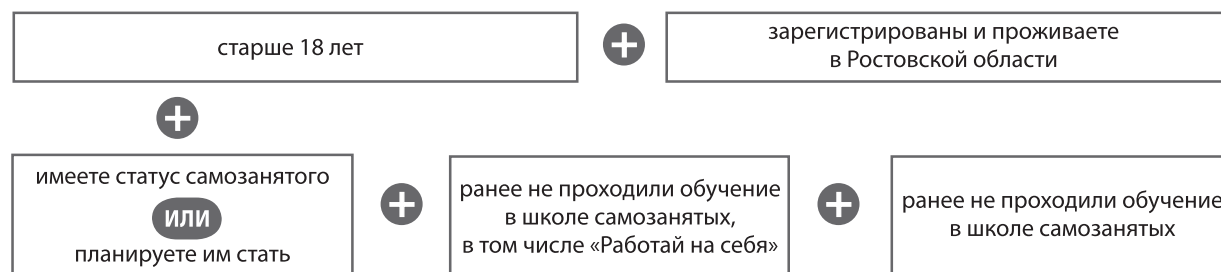 старше 18 лет
зарегистрированы и проживаете
в Ростовской области
имеете статус самозанятого
ИЛИ
планируете им стать
ранее не проходили обучение
в школе самозанятых,
в том числе «Работай на себя»
ранее не проходили обучение
в школе самозанятых